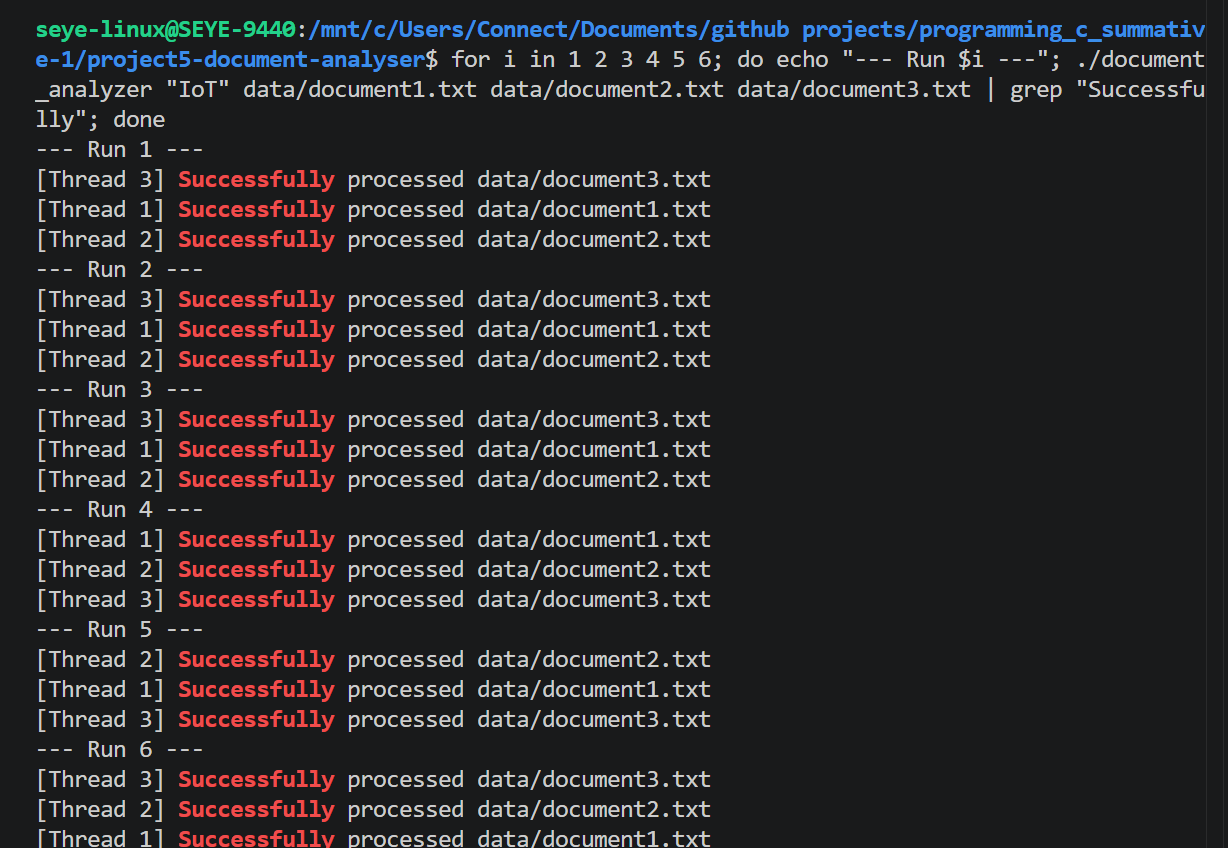 seye-linux@SEYE-9440:/mnt/c/Users/Connect/Documents/github projects/programming_c_summativ
e-1/project5-document-analyser$ for i in 1 2 3 4 5 6; do echo "--- Run $i ---"; ./document
_analyzer "IoT" data/document1.txt data/document2.txt data/document3.txt | grep "Successfu
lly"; done
--- Run 1 ---
[Thread 3] Successfully processed data/document3.txt
[Thread 1] Successfully processed data/document1.txt
[Thread 2] Successfully processed data/document2.txt
--- Run 2 ---
[Thread 3] Successfully processed data/document3.txt
[Thread 1] Successfully processed data/document1.txt
[Thread 2] Successfully processed data/document2.txt
--- Run 3 ---
[Thread 3] Successfully processed data/document3.txt
[Thread 1] Successfully processed data/document1.txt
[Thread 2] Successfully processed data/document2.txt
--- Run 4 ---
[Thread 1] Successfully processed data/document1.txt
[Thread 2] Successfully processed data/document2.txt
[Thread 3] Successfully processed data/document3.txt
--- Run 5 ---
[Thread 2] Successfully processed data/document2.txt
[Thread 1] Successfully processed data/document1.txt
[Thread 3] Successfully processed data/document3.txt
--- Run 6 ---
[Thread 3] Successfully processed data/document3.txt
[Thread 2] Successfully processed data/document2.txt
[Thread 1] Successfully processed data/document1.txt